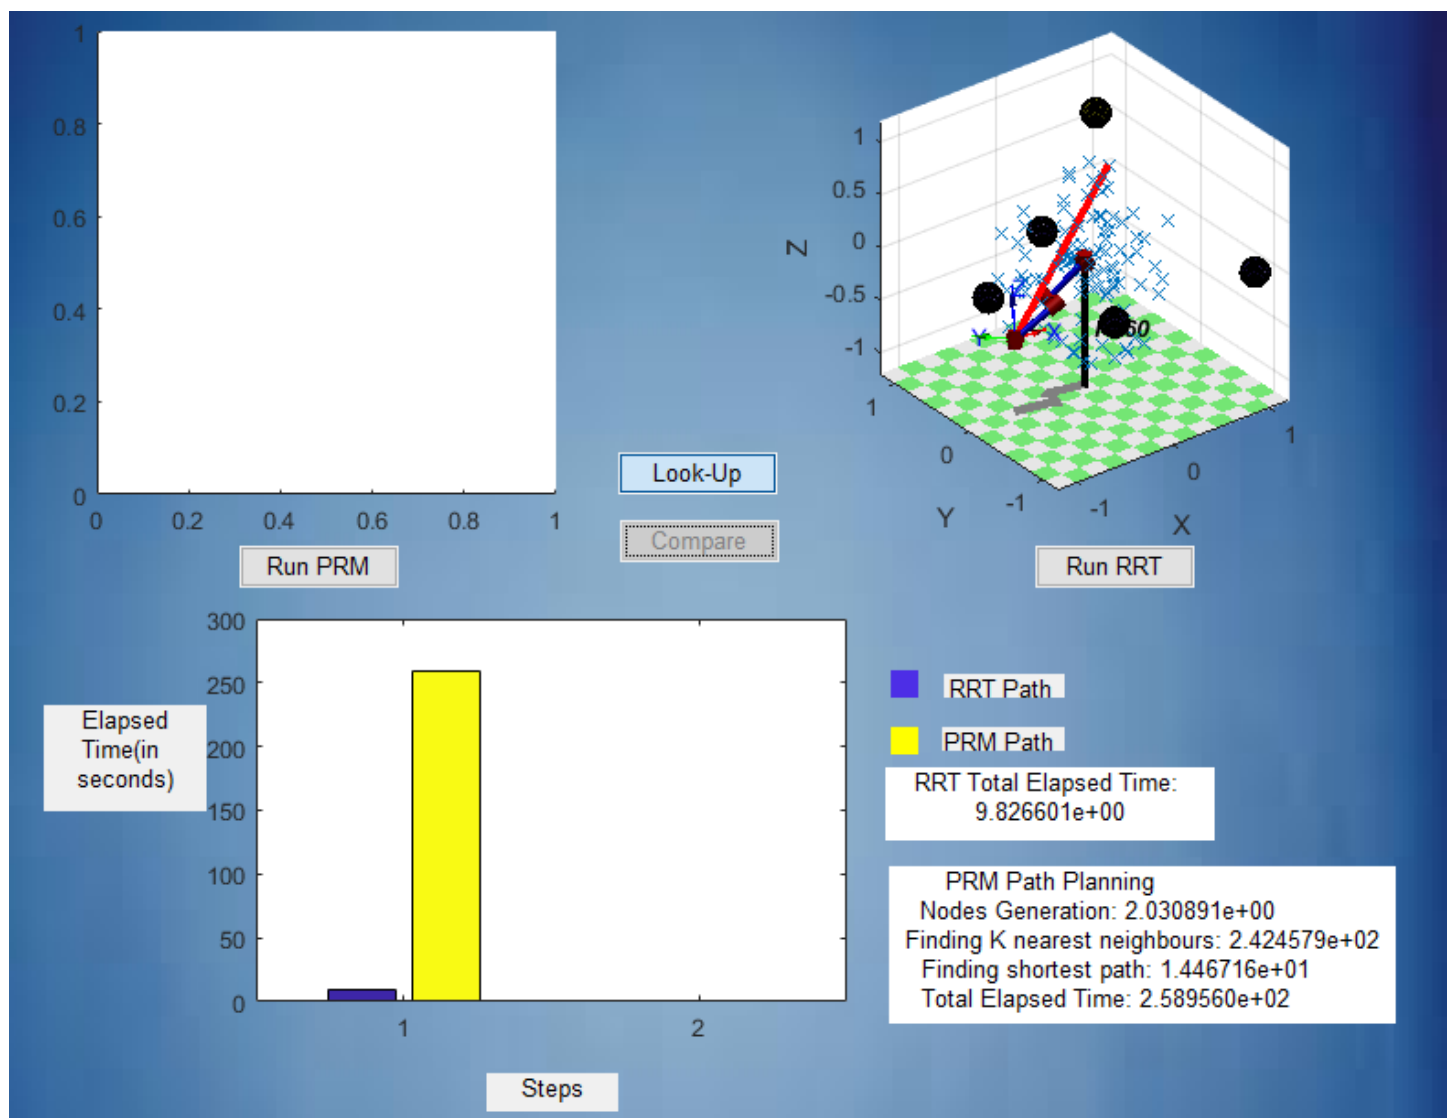 1
0.8
0.6
0.4
0.2
0
0 0.2 0.4 0.6 0.8 1
Run PRM
Look-Up
Compare
1
0.5
0
-0.5
-1
Z
Y
X
1
0
-1
Y
-1
0
1
X
Run RRT
300
250
200
150
100
50
0
1 2
Elapsed
Time(in
seconds)
Steps
RRT Path
PRM Path
RRT Total Elapsed Time:
9.826601e+00
PRM Path Planning
Nodes Generation: 2.030891e+00
Finding K nearest neighbours: 2.424579e+02
Finding shortest path: 1.446716e+01
Total Elapsed Time: 2.589560e+02